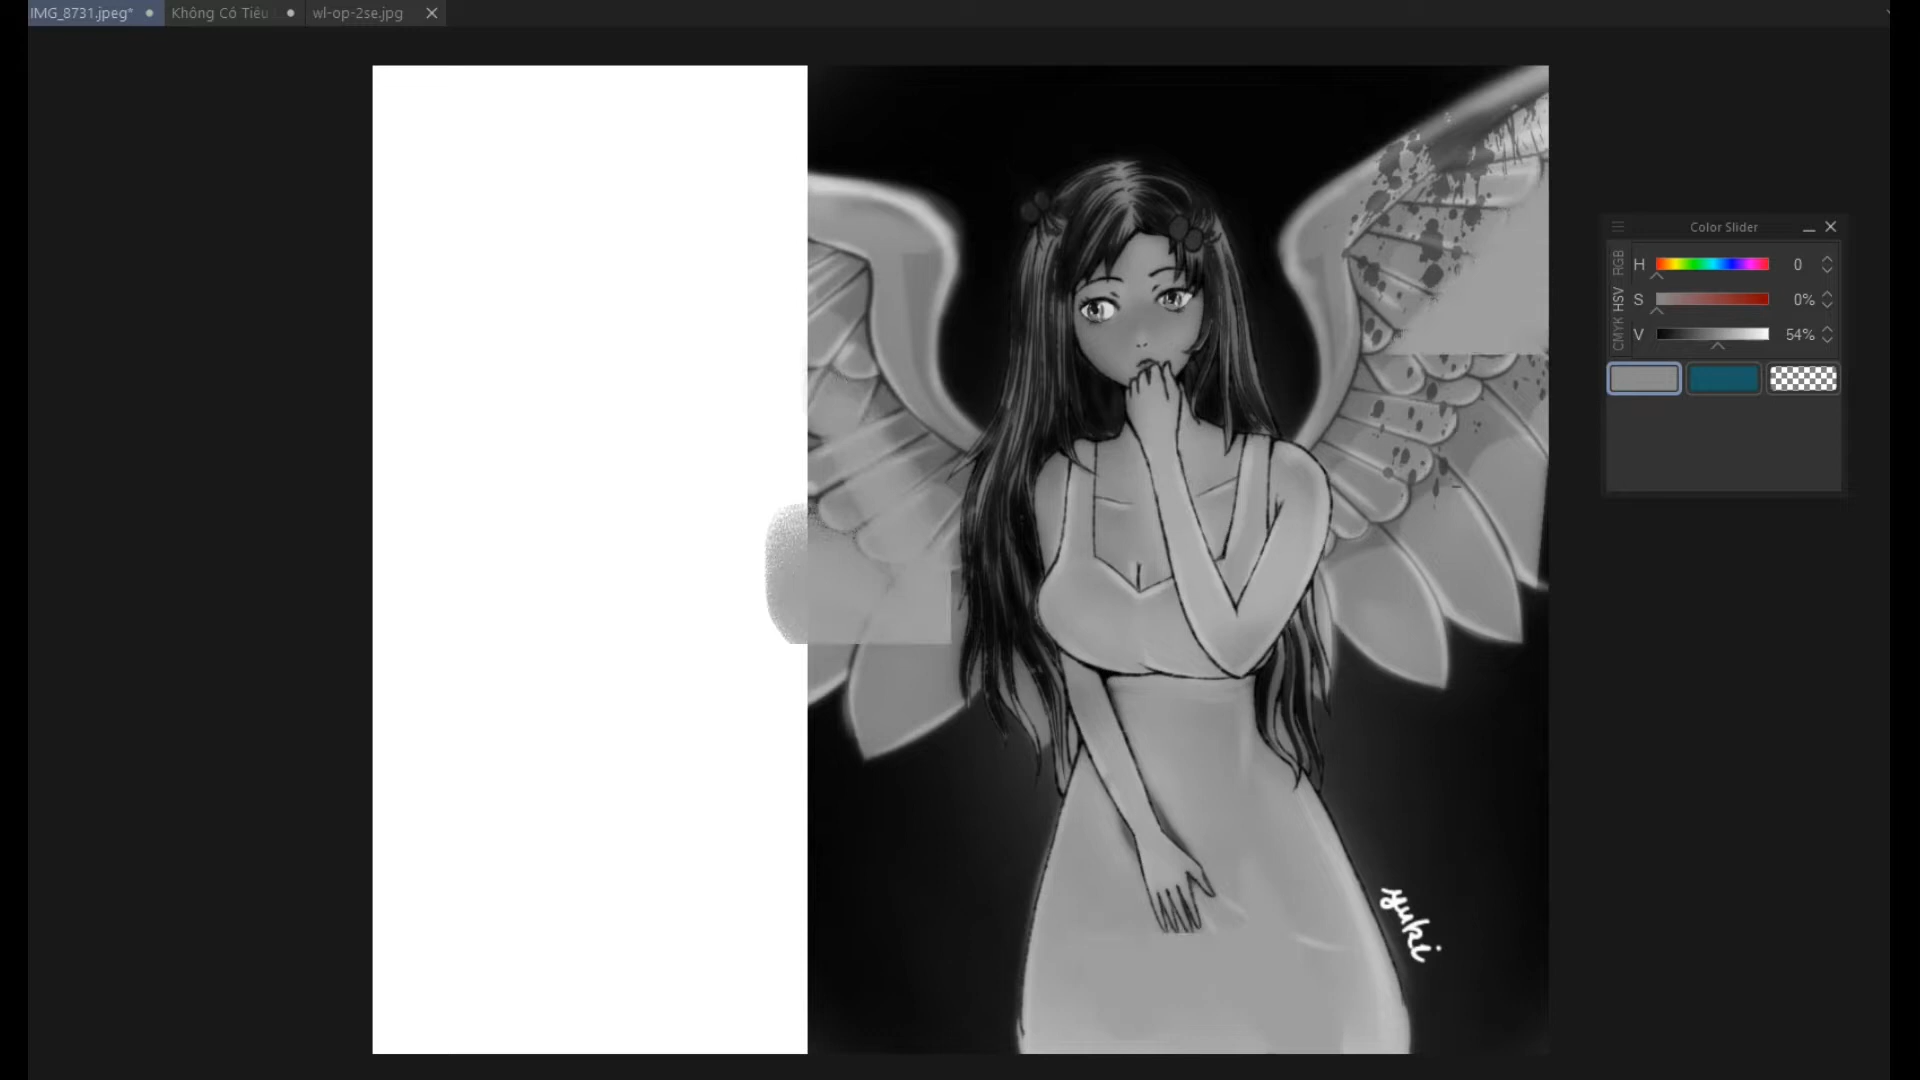 IMG_8731.jpeg*
Không Có Tiêu
wl-op-2se.jpg
Color Slider
RGB
HSV
CMYK
H 0
S 0%
V 54%
yuki